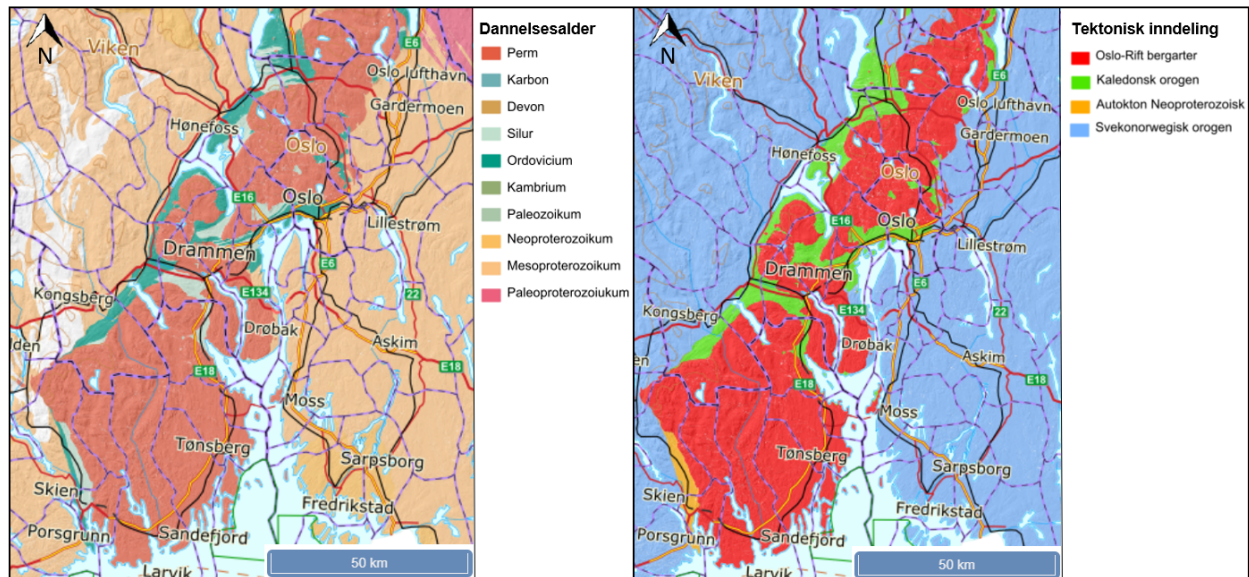 N
Viken
E6
Oslo lufthavn
Gardermoen
Hønefoss
Oslo
E16
Oslo
Lillestrøm
Drammen
E6
E134
22
Kongsberg
Drøbak
Askim
E18
E18
Moss
Tønsberg
Sarpsborg
Skien
Fredrikstad
Porsgrunn
Sandefjord
Larvik
50 km
Dannelsesalder
Perm
Karbon
Devon
Silur
Ordovicium
Kambrium
Paleozoikum
Neoproterozoikum
Mesoproterozoikum
Paleoproterozoiukum
N
Viken
E6
Oslo lufthavn
Gardermoen
Hønefoss
Oslo
E16
Oslo
Lillestrøm
Drammen
E6
E134
22
Kongsberg
Drøbak
Askim
E18
E18
Moss
Tønsberg
Sarpsborg
Skien
Fredrikstad
Porsgrunn
Sandefjord
Larvik
50 km
Tektonisk inndeling
Oslo-Rift bergarter
Kaledonsk orogen
Autokton Neoproterozoisk
Svekonorwegisk orogen